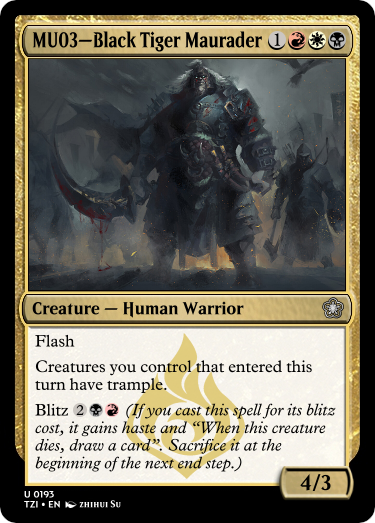 MU03—Black Tiger Maurader 1
Flash
Creatures you control that entered this
turn have trample.
Blitz 2 (If you cast this spell for its blitz
cost, it gains haste and “When this creature
dies, draw a card”. Sacrifice it at the
beginning of the next end step.)
Creature — Human Warrior
4/3
U 0193
TZI • EN zhihui Su